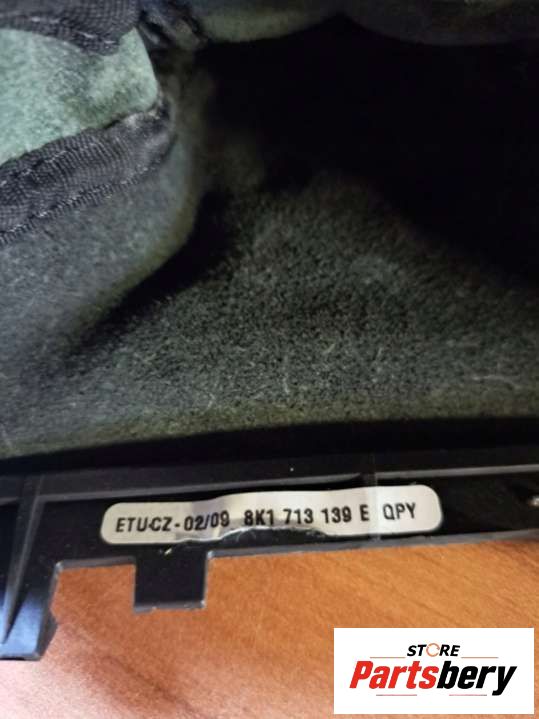 ETU-CZ - 02/09 8K1 713 139 E QPY
STORE
Partsbery